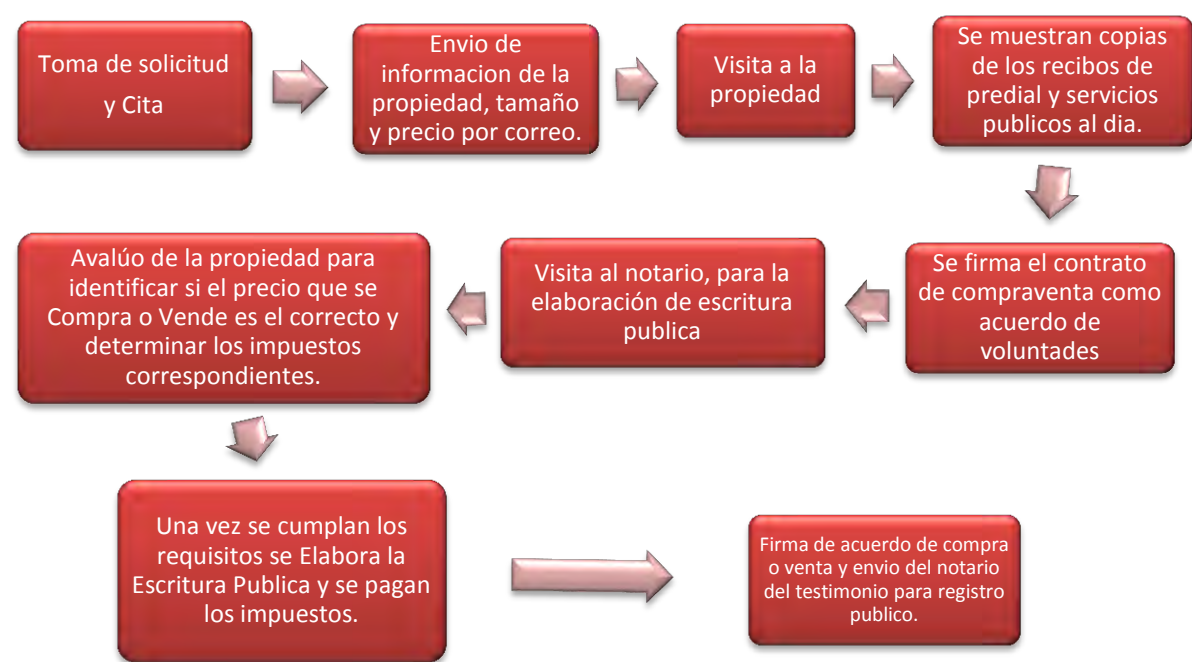 Toma de solicitud
y Cita
Envio de
informacion de la
propiedad, tamaño
y precio por correo.
Visita a la
propiedad
Se muestran copias
de los recibos de
predial y servicios
publicos al dia.
Se firma el contrato
de compraventa como
acuerdo de
voluntades
Visita al notario, para la
elaboración de escritura
publica
Avalúo de la propiedad para
identificar si el precio que se
Compra o Vende es el correcto y
determinar los impuestos
correspondientes.
Una vez se cumplan los
requisitos se Elabora la
Escritura Publica y se pagan
los impuestos.
Firma de acuerdo de compra
o venta y envio del notario
del testimonio para registro
publico.